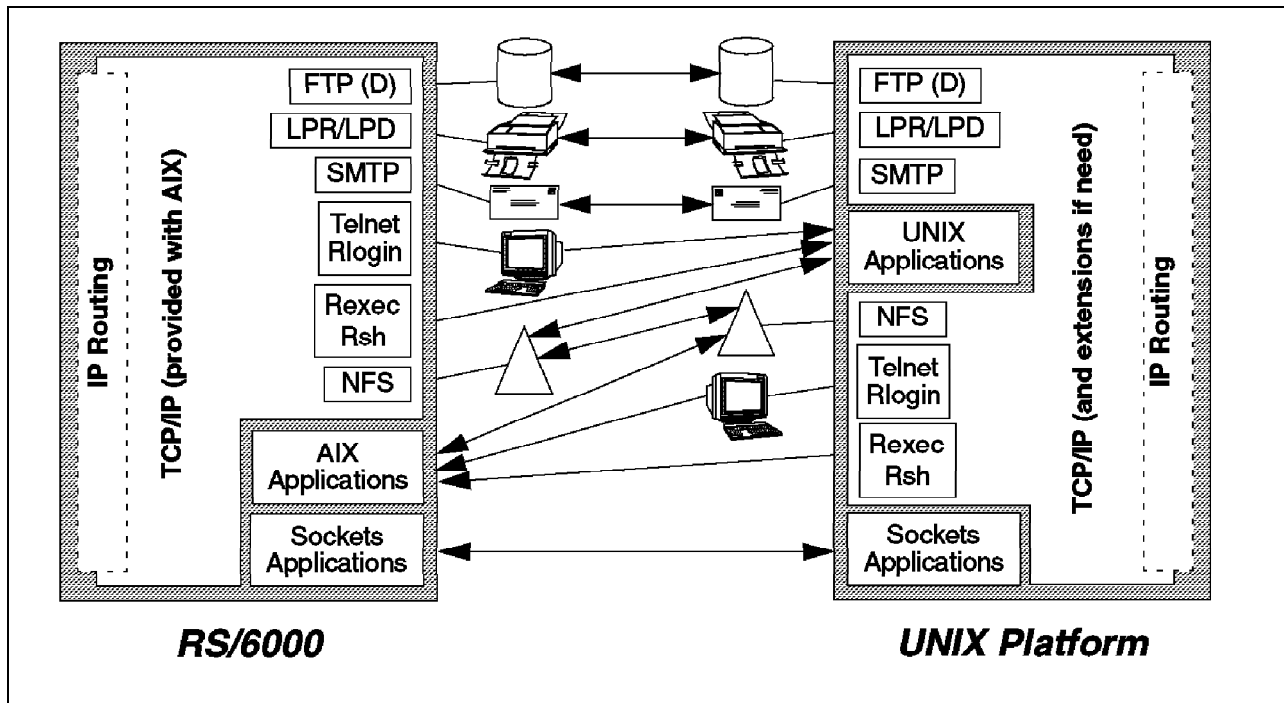 IP Routing
TCP/IP (provided with AIX)
FTP (D)
LPR/LPD
SMTP
Telnet
Rlogin
Rexec
Rsh
NFS
AIX
Applications
Sockets
Applications
RS/6000
FTP (D)
LPR/LPD
SMTP
UNIX
Applications
NFS
Telnet
Rlogin
Rexec
Rsh
Sockets
Applications
TCP/IP (and extensions if need)
IP Routing
UNIX Platform